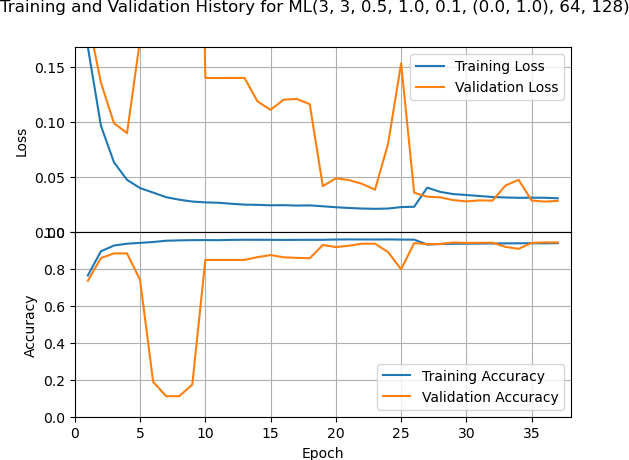 Training and Validation History for ML(3, 3, 0.5, 1.0, 0.1, (0.0, 1.0), 64, 128)
Training Loss
Validation Loss
0.15
0.10
0.05
0.00
Loss
1.0
0.8
0.6
0.4
0.2
0.0
Accuracy
Training Accuracy
Validation Accuracy
0 5 10 15 20 25 30 35
Epoch